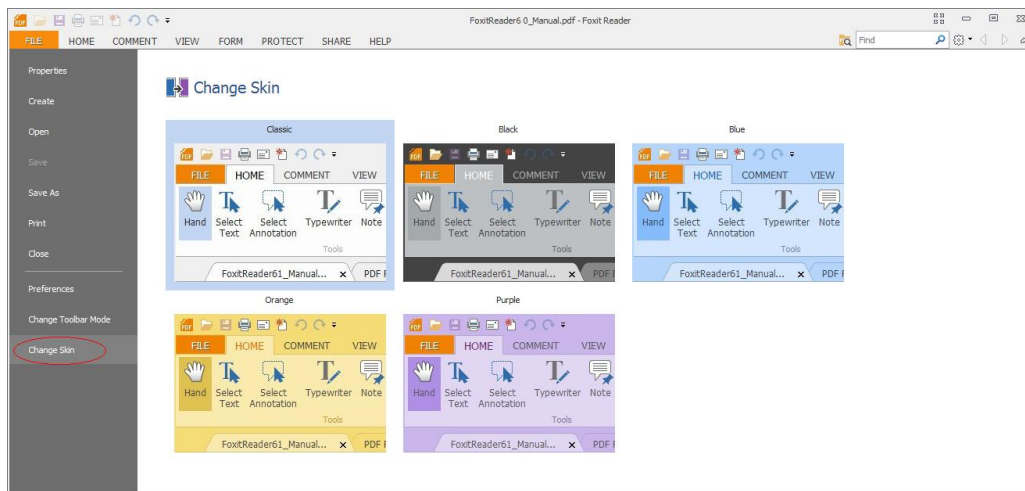 FoxitReader6 0_Manual.pdf - Foxit Reader
FILE HOME COMMENT VIEW FORM PROTECT SHARE HELP
Find
Properties
Create
Open
Save
Save As
Print
Close
Preferences
Change Toolbar Mode
Change Skin
Change Skin
Classic
PDF
FILE HOME COMMENT VIEW
Hand Select Text Select Annotation Typewriter Note
Tools
FoxitReader61_Manual... x PDF
Black
PDF
FILE HOME COMMENT VIEW
Hand Select Text Select Annotation Typewriter Note
Tools
FoxitReader61_Manual... x PDF
Blue
PDF
FILE HOME COMMENT VIEW
Hand Select Text Select Annotation Typewriter Note
Tools
FoxitReader61_Manual... x PDF
Orange
PDF
FILE HOME COMMENT VIEW
Hand Select Text Select Annotation Typewriter Note
Tools
FoxitReader61_Manual... x PDF
Purple
PDF
FILE HOME COMMENT VIEW
Hand Select Text Select Annotation Typewriter Note
Tools
FoxitReader61_Manual... x PDF